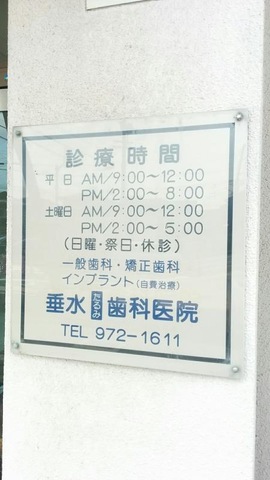 診療時間
平日 AM/9:00～12:00
PM/2:00～8:00
土曜日 AM/9:00～12:00
PM/2:00～5:00
(日曜・祭日・休診)
一般歯科・矯正歯科
インプラント(自費治療)
垂水たるみ歯科医院
TEL 972-1611